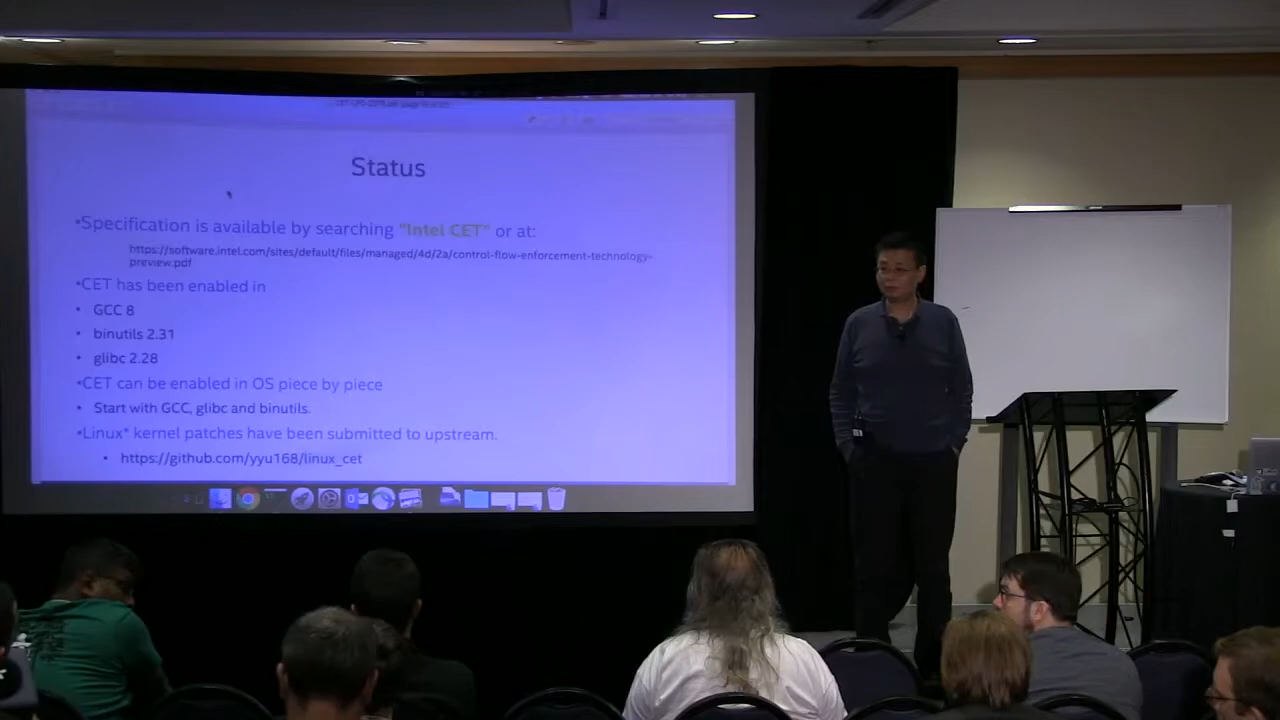 Status
•Specification is available by searching "Intel CET" or at:
https://software.intel.com/sites/default/files/managed/4d/2a/control-flow-enforcement-technology-
preview.pdf
•CET has been enabled in
• GCC 8
• binutils 2.31
• glibc 2.28
•CET can be enabled in OS piece by piece
• Start with GCC, glibc and binutils.
•Linux* kernel patches have been submitted to upstream.
• https://github.com/yyu168/linux_cet